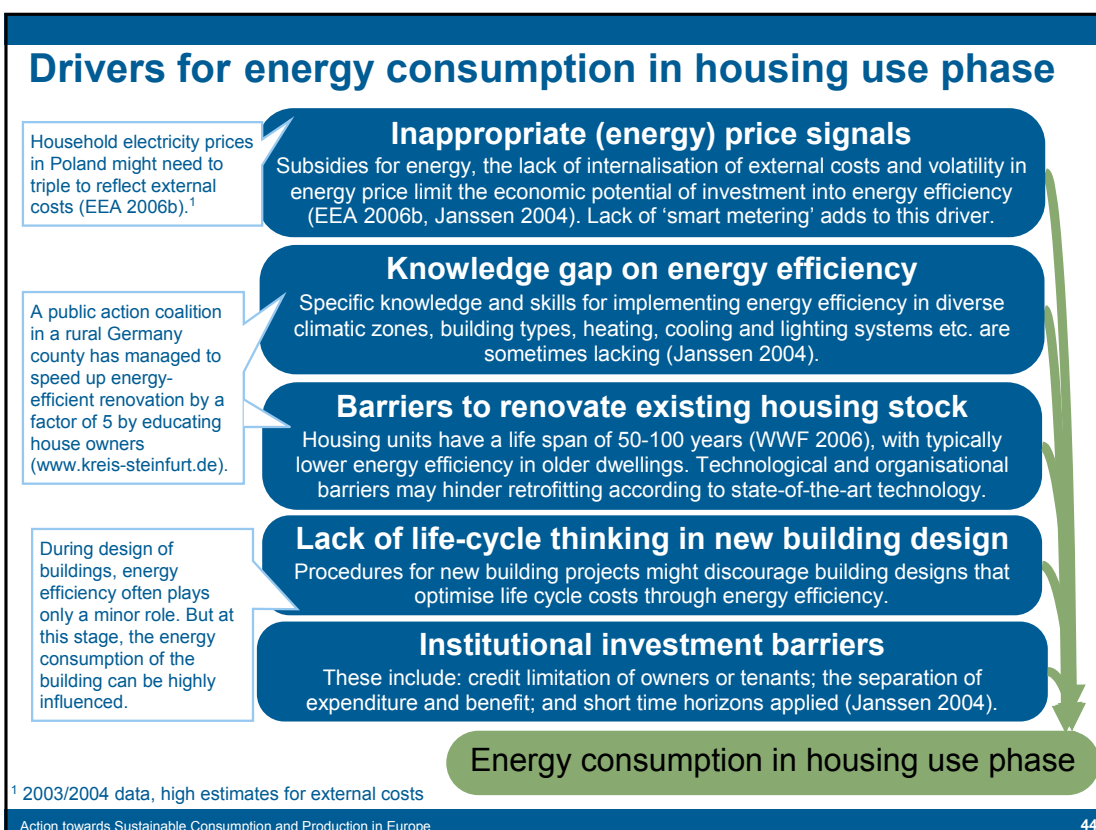 Drivers for energy consumption in housing use phase
Household electricity prices
in Poland might need to
triple to reflect external
costs (EEA 2006b).1
Inappropriate (energy) price signals
Subsidies for energy, the lack of internalisation of external costs and volatility in
energy price limit the economic potential of investment into energy efficiency
(EEA 2006b, Janssen 2004). Lack of ‘smart metering’ adds to this driver.
Knowledge gap on energy efficiency
Specific knowledge and skills for implementing energy efficiency in diverse
climatic zones, building types, heating, cooling and lighting systems etc. are
sometimes lacking (Janssen 2004).
A public action coalition
in a rural Germany
county has managed to
speed up energy-
efficient renovation by a
factor of 5 by educating
house owners
(www.kreis-steinfurt.de).
Barriers to renovate existing housing stock
Housing units have a life span of 50-100 years (WWF 2006), with typically
lower energy efficiency in older dwellings. Technological and organisational
barriers may hinder retrofitting according to state-of-the-art technology.
Lack of life-cycle thinking in new building design
Procedures for new building projects might discourage building designs that
optimise life cycle costs through energy efficiency.
During design of
buildings, energy
efficiency often plays
only a minor role. But at
this stage, the energy
consumption of the
building can be highly
influenced.
Institutional investment barriers
These include: credit limitation of owners or tenants; the separation of
expenditure and benefit; and short time horizons applied (Janssen 2004).
Energy consumption in housing use phase
1 2003/2004 data, high estimates for external costs
Action towards Sustainable Consumption and Production in Europe
44